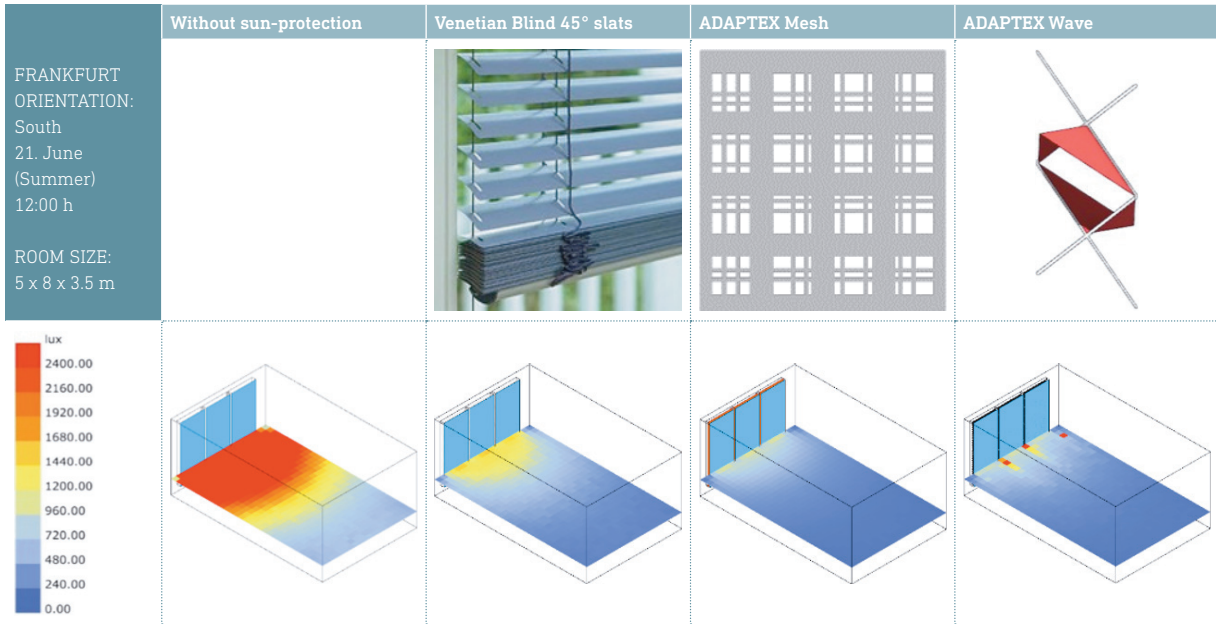 Without sun-protection
Venetian Blind 45° slats
ADAPTEX Mesh
ADAPTEX Wave
FRANKFURT
ORIENTATION:
South
21. June
(Summer)
12:00 h
ROOM SIZE:
5 x 8 x 3.5 m
lux
2400.00
2160.00
1920.00
1680.00
1440.00
1200.00
960.00
720.00
480.00
240.00
0.00